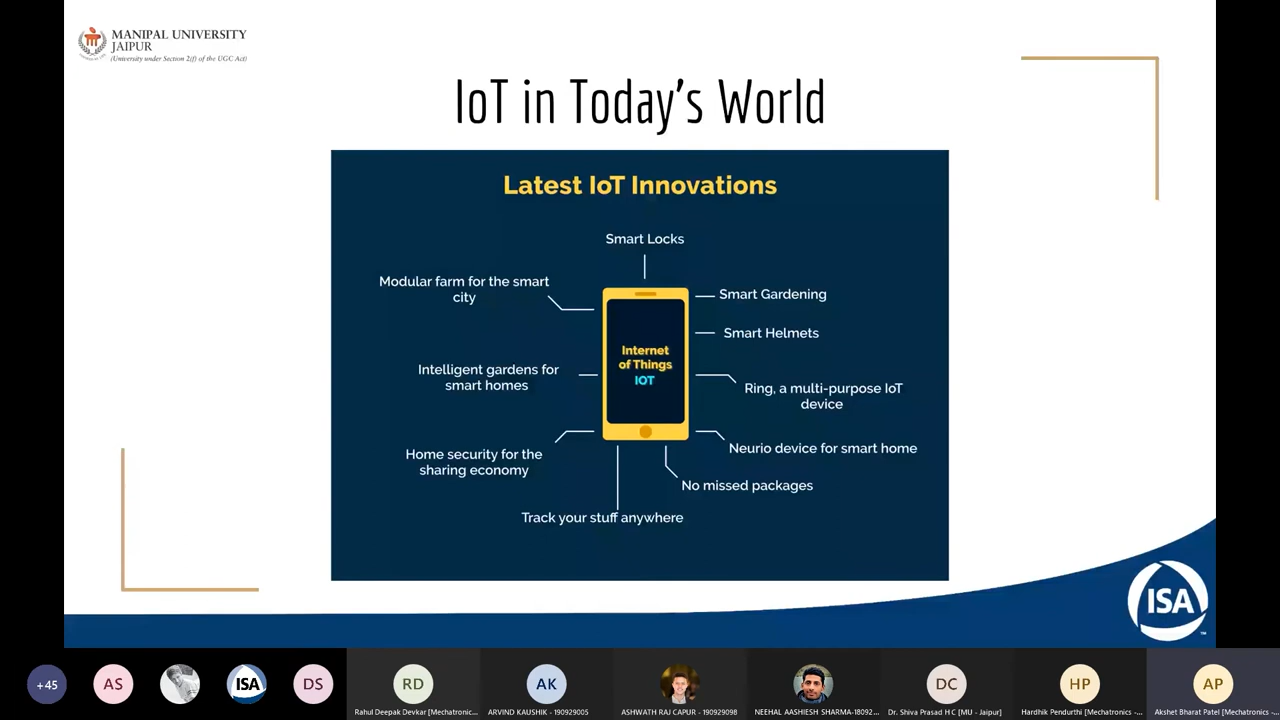 MANIPAL UNIVERSITY
JAIPUR
(University under Section 2(f) of the UGC Act)
IoT in Today's World
Latest IoT Innovations
Smart Locks
Modular farm for the smart
city
Smart Gardening
Smart Helmets
Internet
of Things
IOT
Intelligent gardens for
smart homes
Ring, a multi-purpose IoT
device
Home security for the
sharing economy
Neurio device for smart home
No missed packages
Track your stuff anywhere
ISA
TM
+45
AS
ISA
DS
RD
AK
DC
HP
AP
Rahul Deepak Devkar [Mechatronic...
ARVIND KAUSHIK - 190929005
ASHWATH RAJ CAPUR - 190929098
NEEHAL AASHIESH SHARMA-18092...
Dr. Shiva Prasad H C [MU - Jaipur]
Hardhik Pendurthi [Mechatronics -...
Akshet Bharat Patel [Mechatronics -...